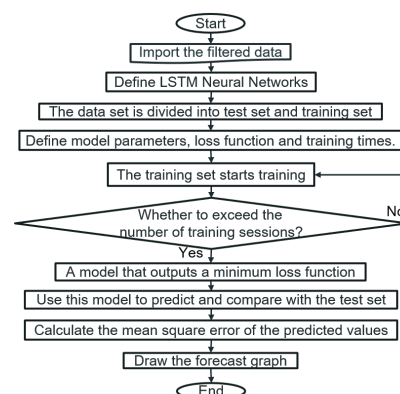 Start
Import the filtered data
Define LSTM Neural Networks
The data set is divided into test set and training set
Define model parameters, loss function and training times.
The training set starts training
Whether to exceed the
number of training sessions?
No
Yes
A model that outputs a minimum loss function
Use this model to predict and compare with the test set
Calculate the mean square error of the predicted values
Draw the forecast graph
End